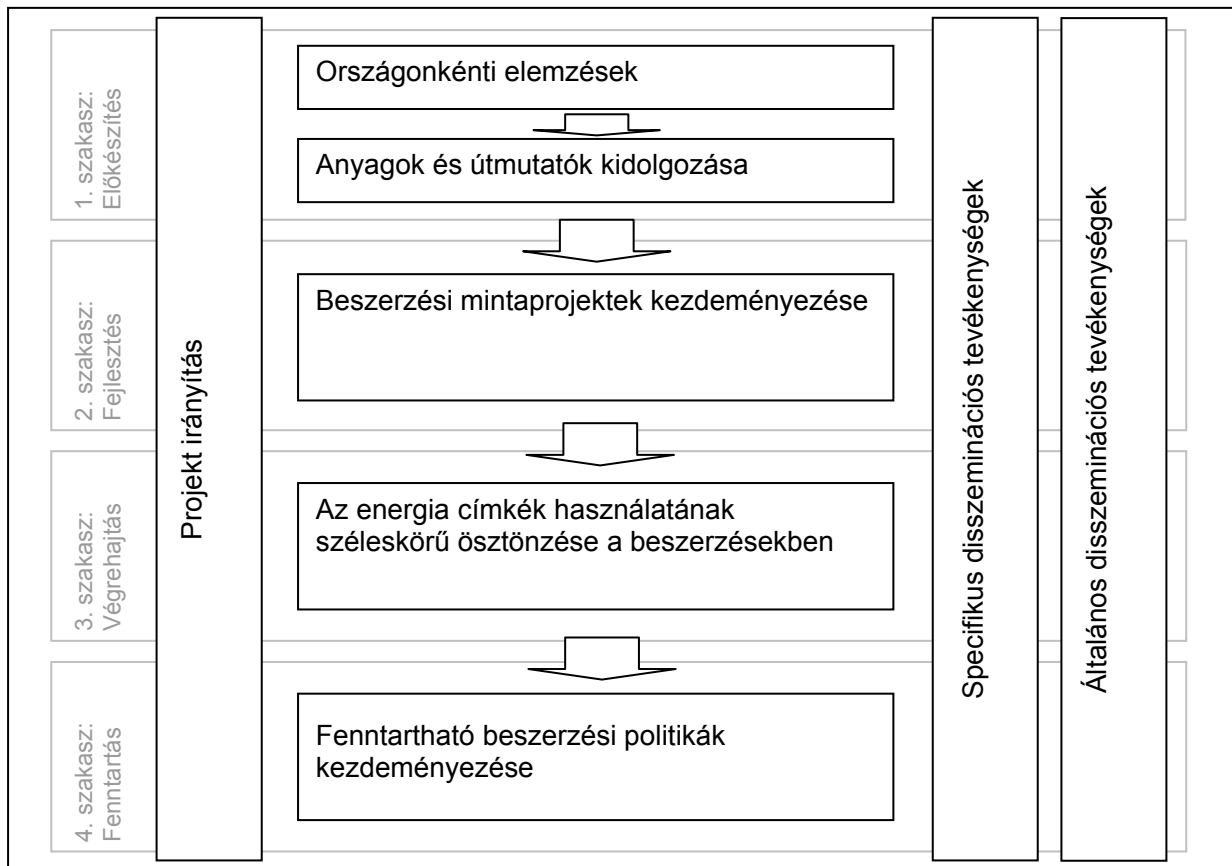 1. szakasz:
Előkészítés
2. szakasz:
Fejlesztés
3. szakasz:
Végrehajtás
4. szakasz:
Fenntartás
Projekt irányítás
Országonkénti elemzések
Anyagok és útmutatók kidolgozása
Beszerzési mintaprojektek kezdeményezése
Az energia címkék használatának
széleskörű ösztönzése a beszerzésekben
Fenntartható beszerzési politikák
kezdeményezése
Specifikus disszeminációs tevékenységek
Általános disszeminációs tevékenységek